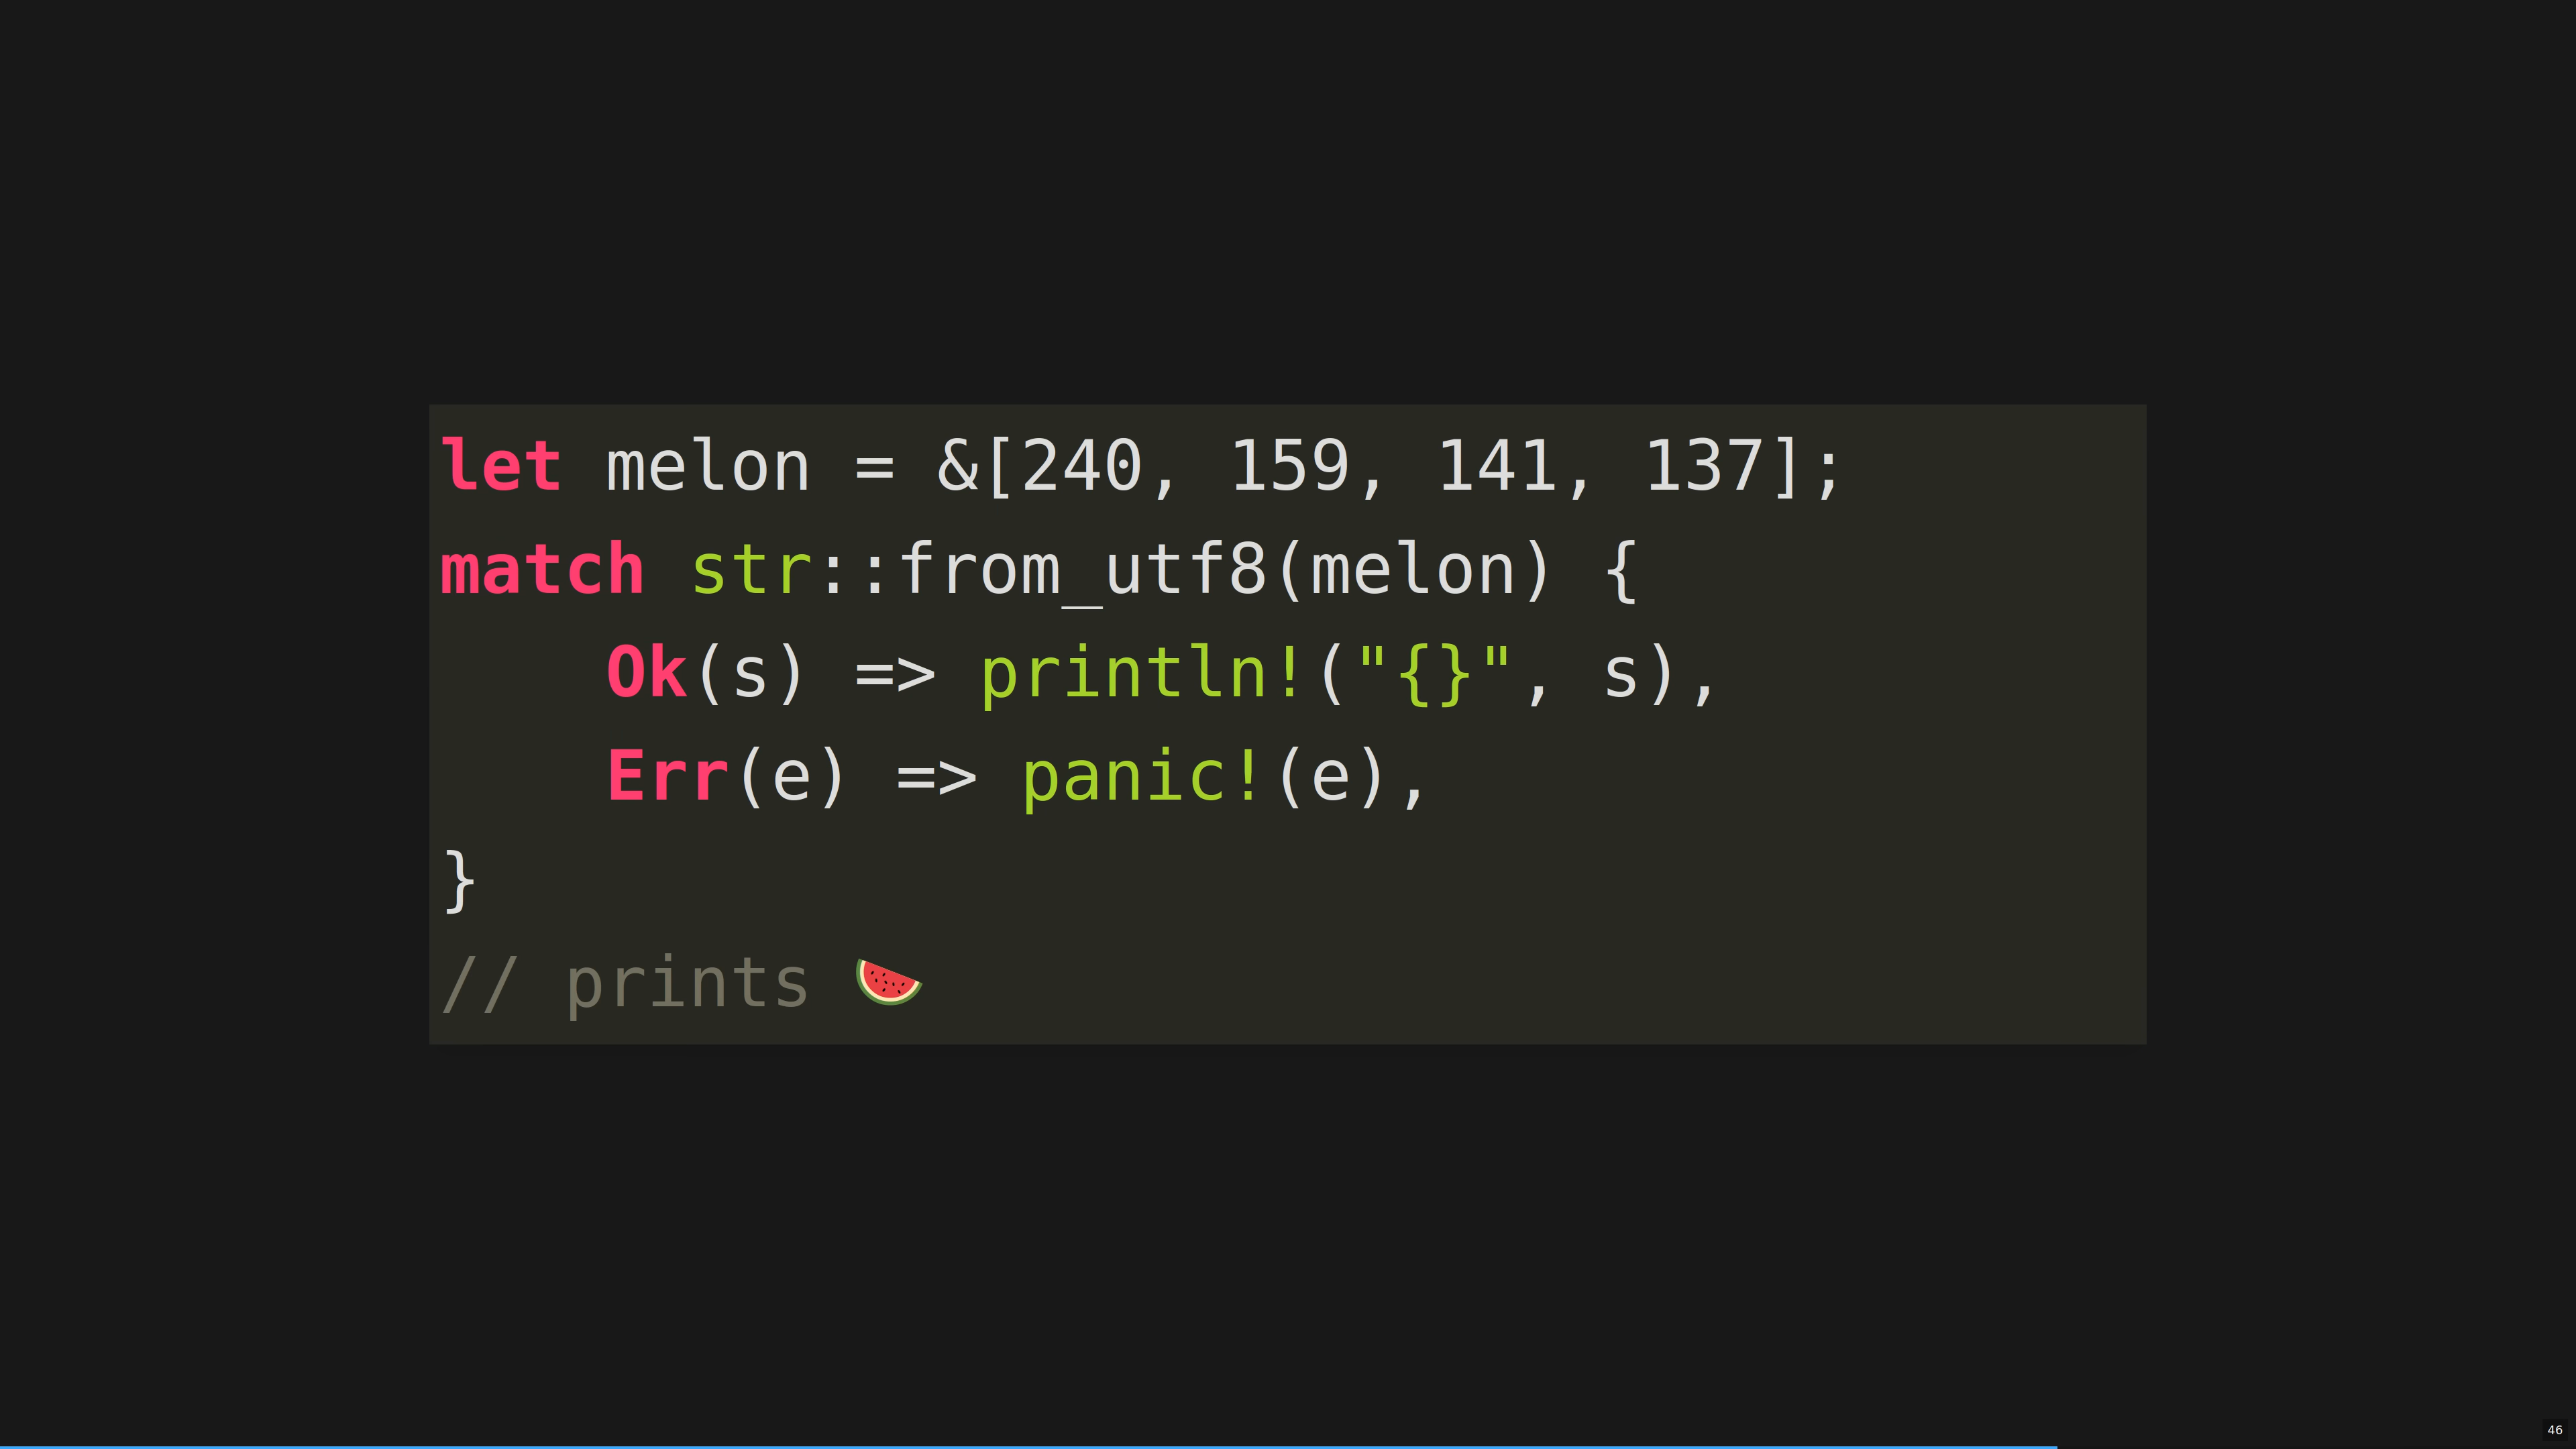 let melon = &[240, 159, 141, 137];
match str::from_utf8(melon) {
    Ok(s) => println!("{}", s),
    Err(e) => panic!(e),
}
// prints 🍉
46